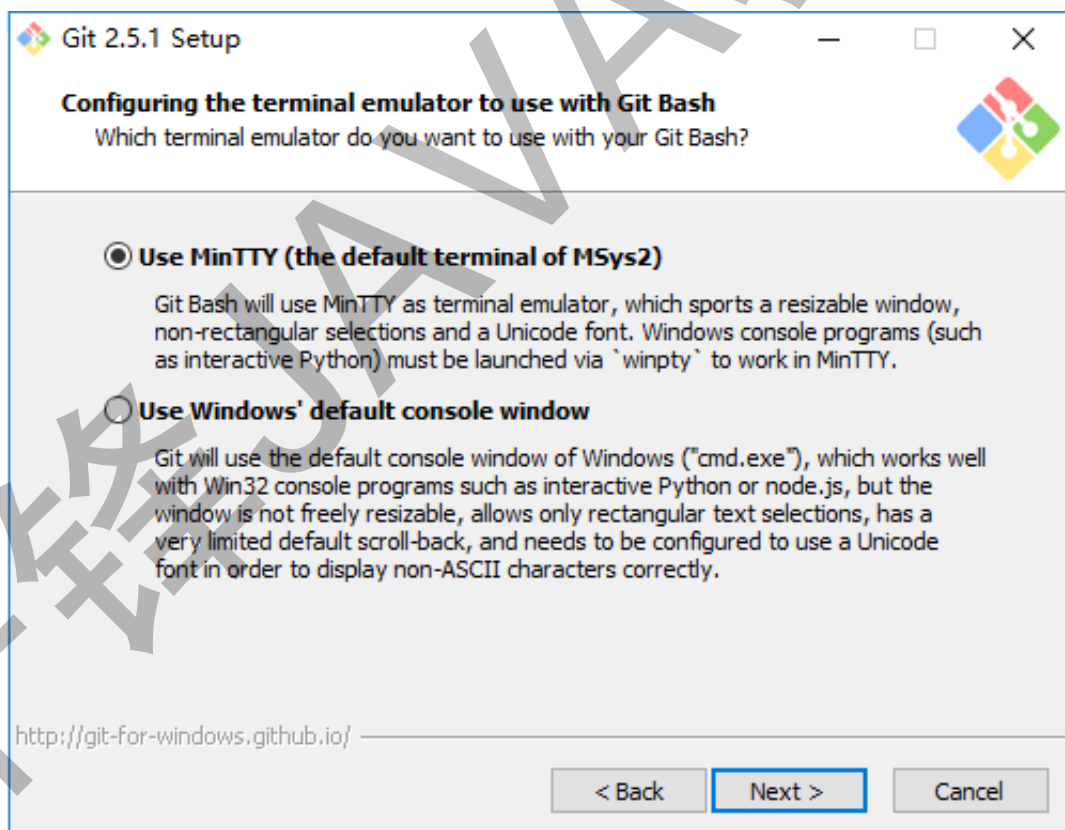 Git 2.5.1 Setup
Configuring the terminal emulator to use with Git Bash
Which terminal emulator do you want to use with your Git Bash?
Use MinTTY (the default terminal of MSys2)
Git Bash will use MinTTY as terminal emulator, which sports a resizable window,
non-rectangular selections and a Unicode font. Windows console programs (such
as interactive Python) must be launched via `winpty` to work in MinTTY.
Use Windows' default console window
Git will use the default console window of Windows ("cmd.exe"), which works well
with Win32 console programs such as interactive Python or node.js, but the
window is not freely resizable, allows only rectangular text selections, has a
very limited default scroll-back, and needs to be configured to use a Unicode
font in order to display non-ASCII characters correctly.
http://git-for-windows.github.io/
< Back Next > Cancel
锋JAVA